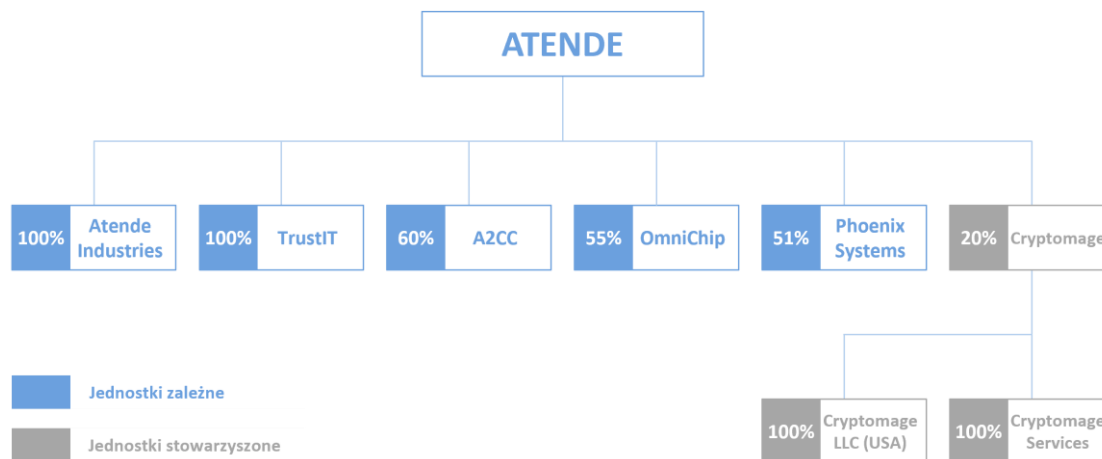 ATENDE
100%
Atende
Industries
100%
TrustIT
60%
A2CC
55%
OmniChip
51%
Phoenix
Systems
20%
Cryptomage
Jednostki zależne
Jednostki stowarzyszone
100%
Cryptomage
LLC (USA)
100%
Cryptomage
Services